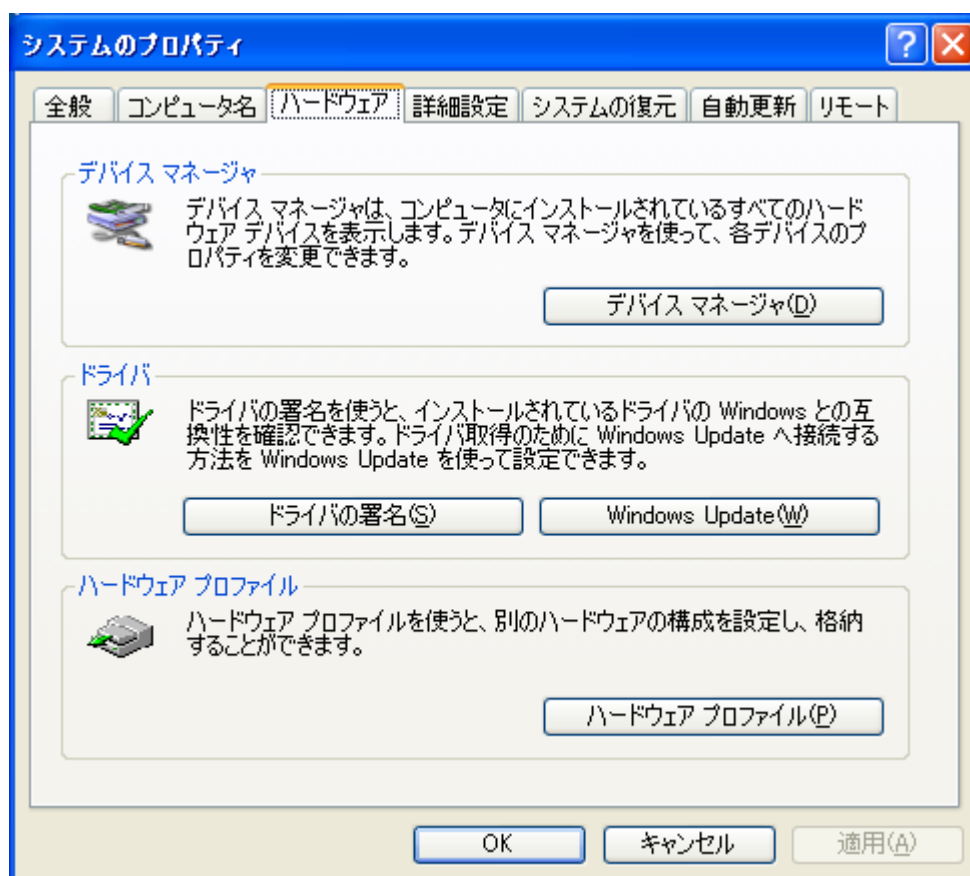 システムのプロパティ
全般 コンピュータ名 ハードウェア 詳細設定 システムの復元 自動更新 リモート
デバイス マネージャ
デバイス マネージャは、コンピュータにインストールされているすべてのハード
ウェア デバイスを表示します。デバイス マネージャを使って、各デバイスのプ
ロパティを変更できます。
デバイス マネージャ(D)
ドライバ
ドライバの署名を使うと、インストールされているドライバの Windows との互
換性を確認できます。ドライバ取得のために Windows Update へ接続する
方法を Windows Update を使って設定できます。
ドライバの署名(S) Windows Update(W)
ハードウェア プロファイル
ハードウェア プロファイルを使うと、別のハードウェアの構成を設定し、格納
することができます。
ハードウェア プロファイル(P)
OK キャンセル 適用(A)